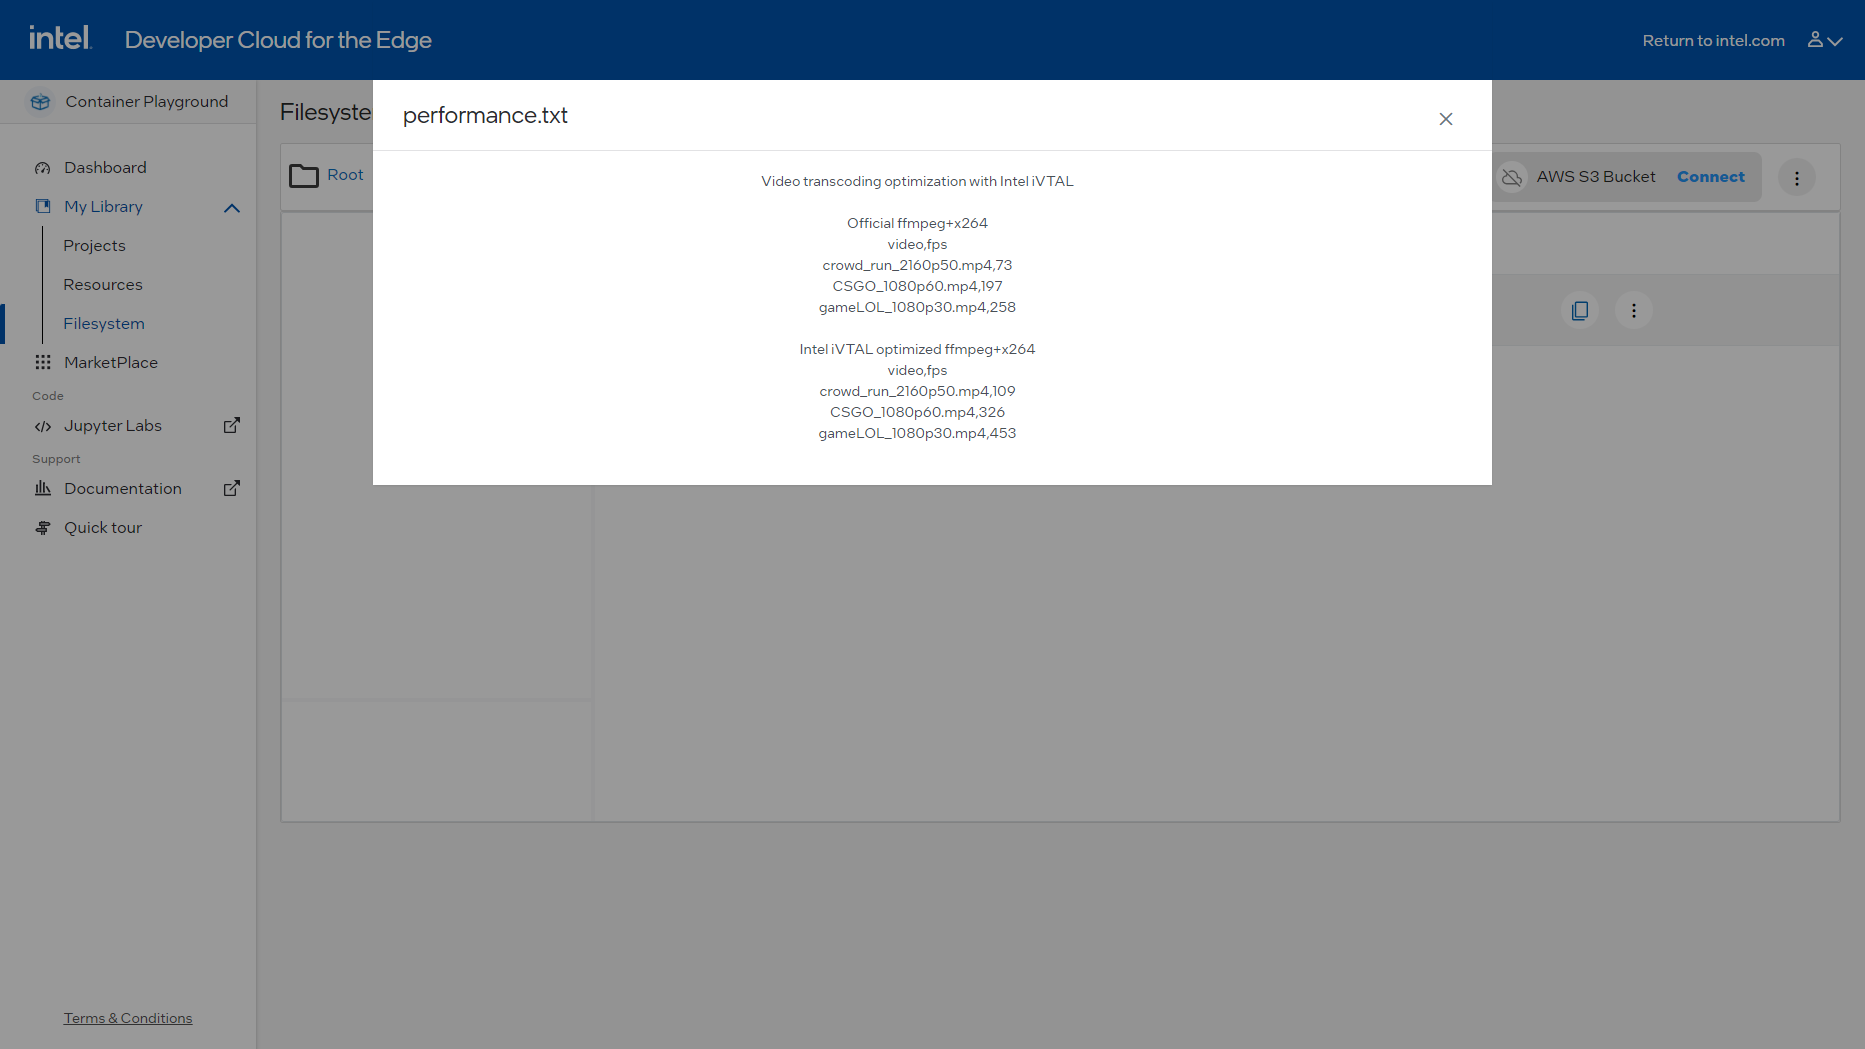 intel.
Developer Cloud for the Edge
Return to intel.com
Container Playground
Dashboard
My Library
Projects
Resources
Filesystem
MarketPlace
Code
Jupyter Labs
Support
Documentation
Quick tour
Terms & Conditions
Filesyste
Root
AWS S3 Bucket
Connect
performance.txt
Video transcoding optimization with Intel iVTAL
Official ffmpeg+x264
video,fps
crowd_run_2160p50.mp4,73
CSGO_1080p60.mp4,197
gameLOL_1080p30.mp4,258
Intel iVTAL optimized ffmpeg+x264
video,fps
crowd_run_2160p50.mp4,109
CSGO_1080p60.mp4,326
gameLOL_1080p30.mp4,453